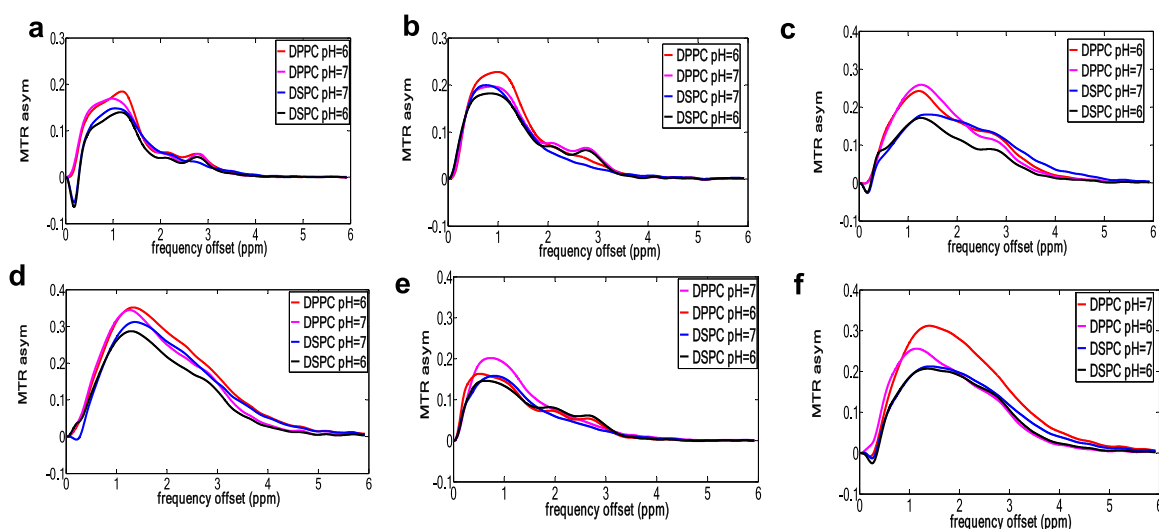 a
0.3
0.2
0.1
0
-0.1
MTR asym
0 1 2 3 4 5 6
frequency offset (ppm)
DPPC pH=6
DPPC pH=7
DSPC pH=7
DSPC pH=6
b
0.3
0.2
0.1
0
-0.1
MTR asym
0 1 2 3 4 5 6
frequency offset (ppm)
DPPC pH=6
DPPC pH=7
DSPC pH=7
DSPC pH=6
c
0.4
0.3
0.2
0.1
0
-0.1
MTR asym
0 1 2 3 4 5 6
frequency offset (ppm)
DPPC pH=6
DPPC pH=7
DSPC pH=7
DSPC pH=6
d
0.4
0.3
0.2
0.1
0
-0.1
MTR asym
0 1 2 3 4 5 6
frequency offset (ppm)
DPPC pH=6
DPPC pH=7
DSPC pH=7
DSPC pH=6
e
0.4
0.3
0.2
0.1
0
-0.1
MTR asym
0 1 2 3 4 5 6
frequency offset (ppm)
DPPC pH=7
DPPC pH=6
DSPC pH=7
DSPC pH=6
f
0.4
0.3
0.2
0.1
0
-0.1
MTR asym
0 1 2 3 4 5 6
frequency offset (ppm)
DPPC pH=7
DPPC pH=6
DSPC pH=7
DSPC pH=6